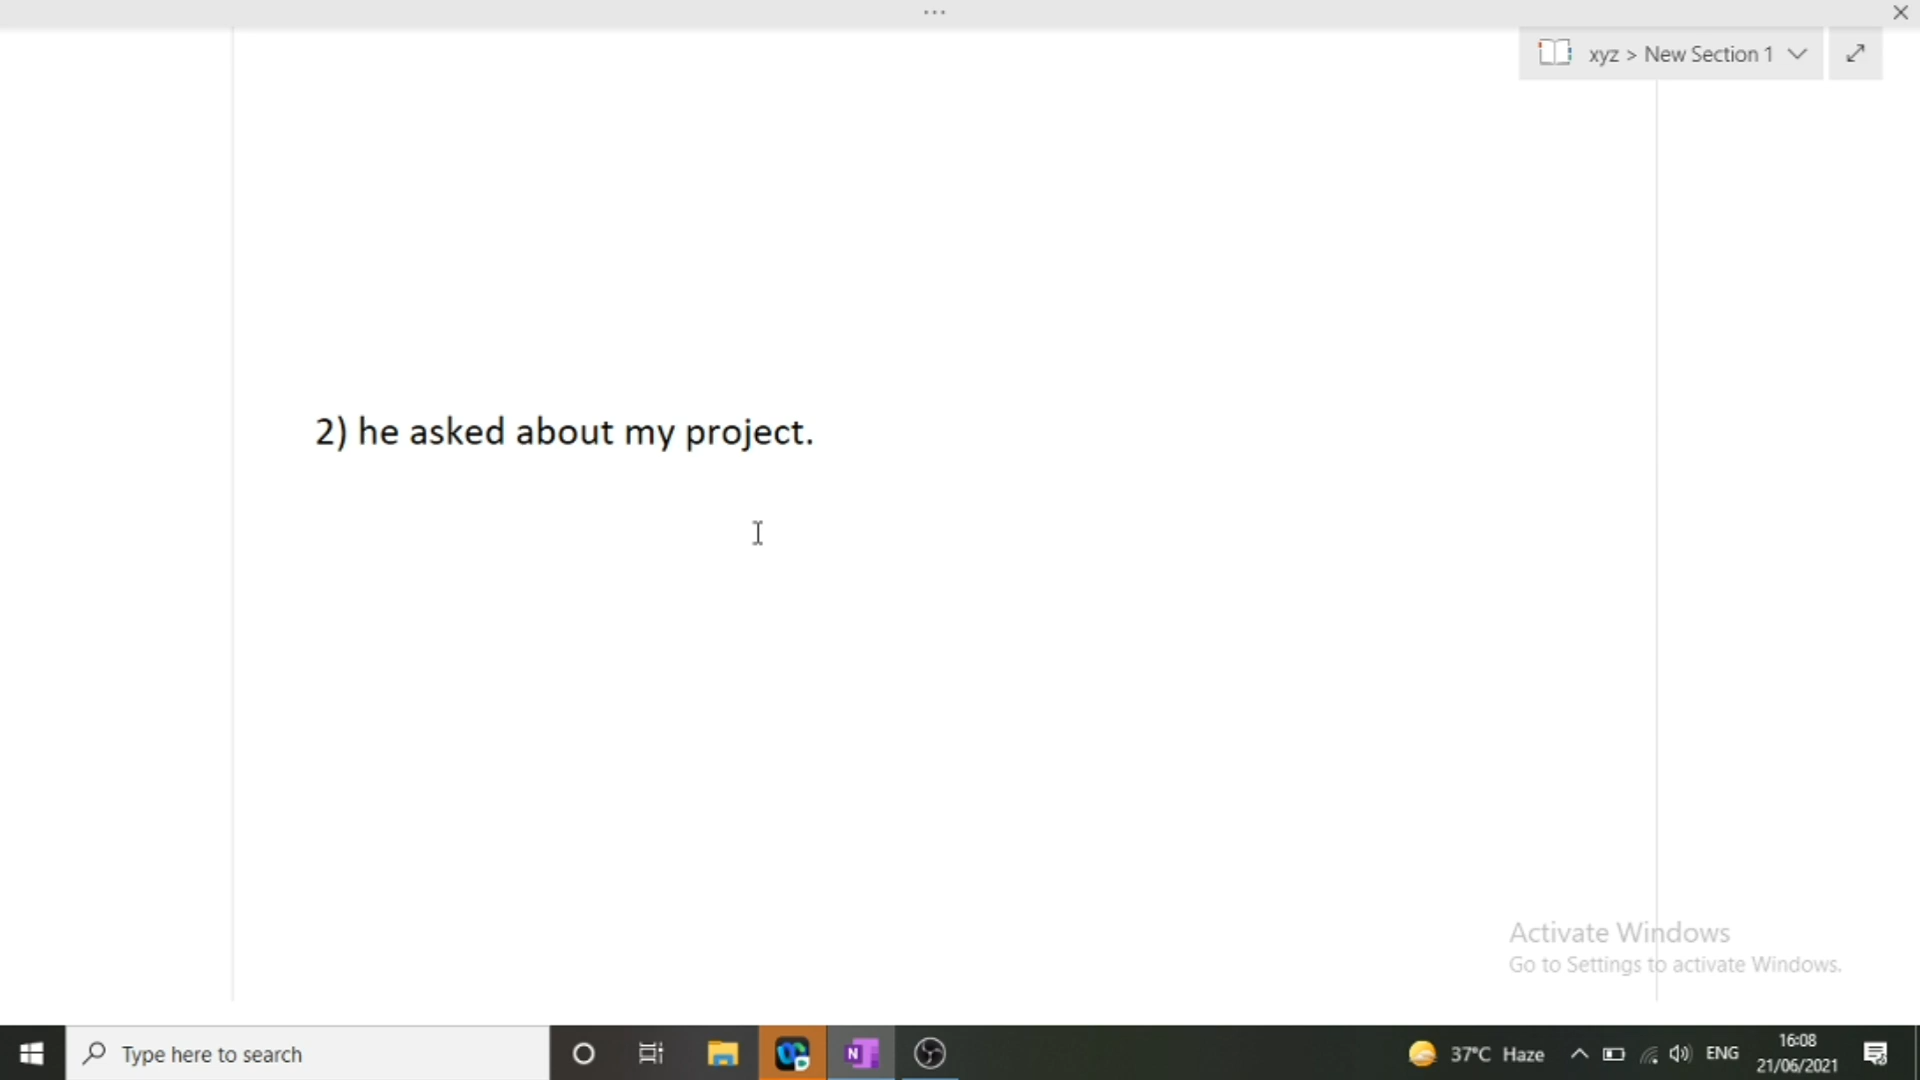 xyz > New Section 1
2) he asked about my project.
Activate Windows
Go to Settings to activate Windows.
Type here to search
37°C Haze
ENG
16:08
21/06/2021